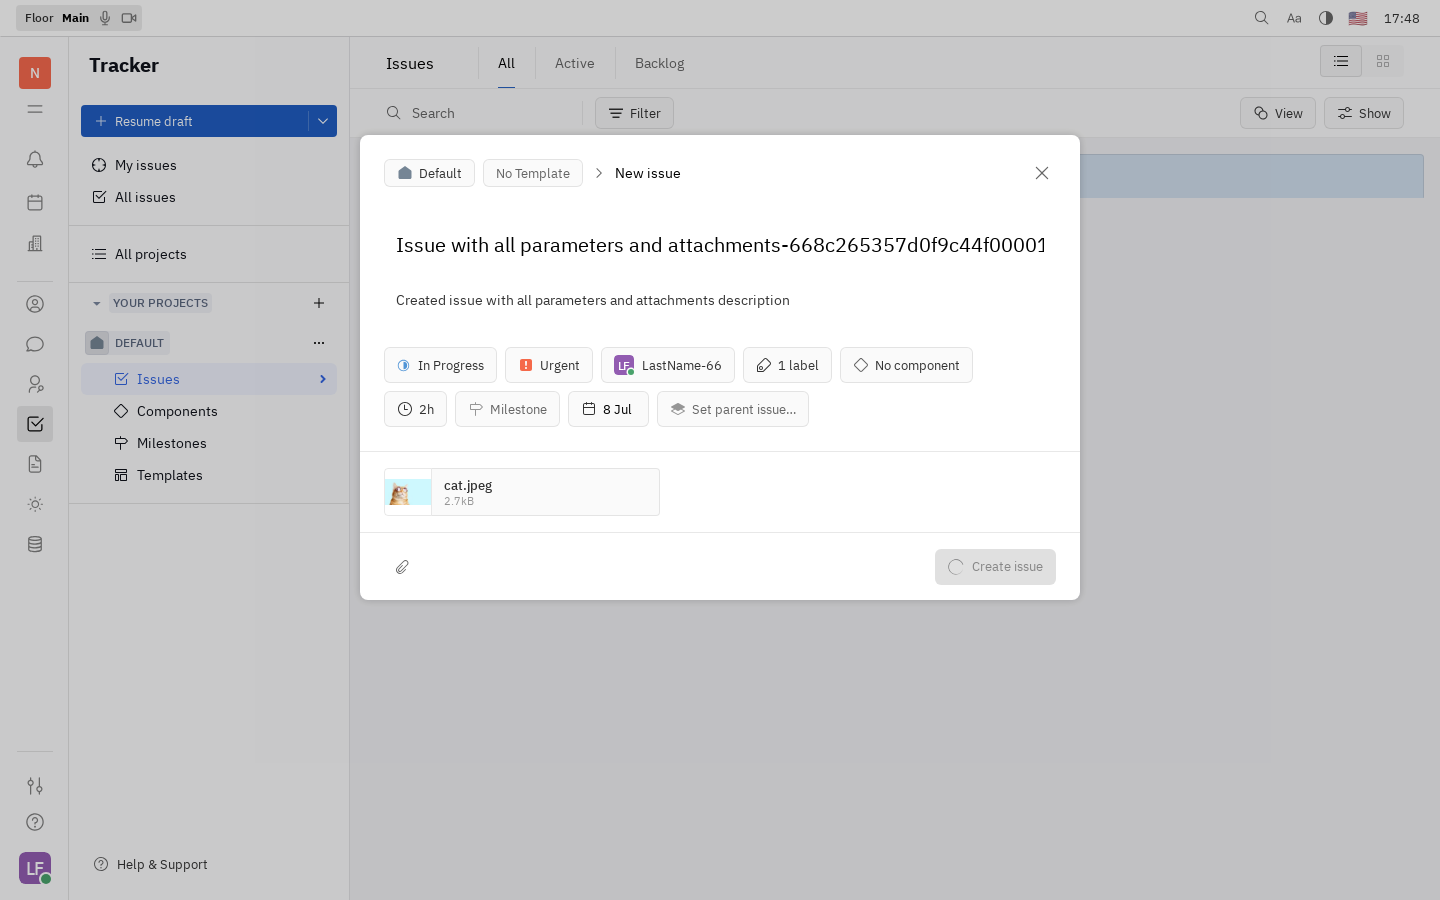 Floor Main
Aa
17:48
N
Tracker
Issues
All
Active
Backlog
Resume draft
Search
Filter
View
Show
My issues
All issues
All projects
YOUR PROJECTS
DEFAULT
Issues
Components
Milestones
Templates
Help & Support
LF
Default
No Template
New issue
Issue with all parameters and attachments-668c265357d0f9c44f00001
Created issue with all parameters and attachments description
In Progress
Urgent
LF LastName-66
1 label
No component
2h
Milestone
8 Jul
Set parent issue...
cat.jpeg
2.7kB
Create issue